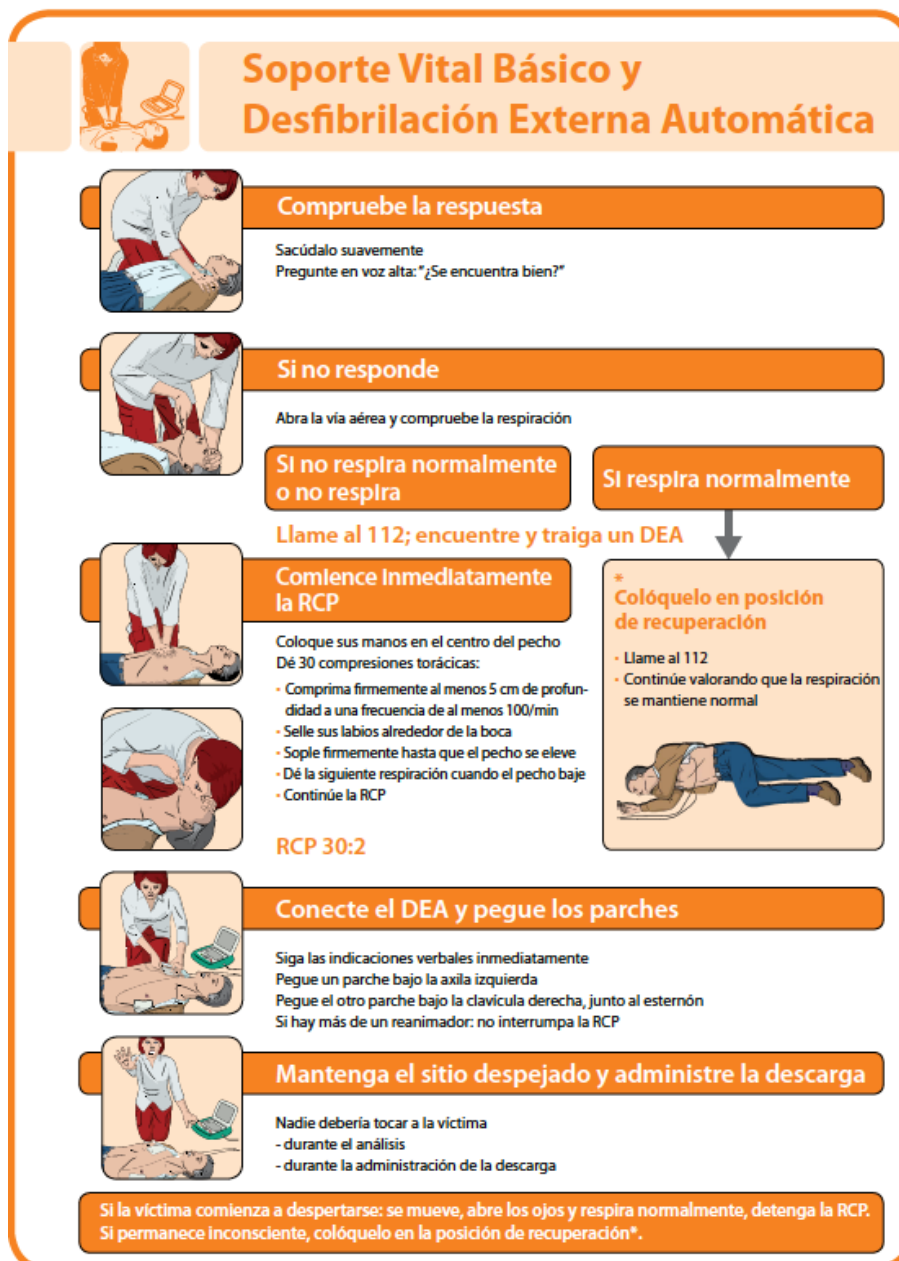 Soporte Vital Básico y
Desfibrilación Externa Automática
Compruebe la respuesta
Sacúdalo suavemente
Pregunte en voz alta: "¿Se encuentra bien?"
Si no responde
Abra la vía aérea y compruebe la respiración
Si no respira normalmente
o no respira
Si respira normalmente
Llame al 112; encuentre y traiga un DEA
Comience inmediatamente
la RCP
Coloque sus manos en el centro del pecho
Dé 30 compresiones torácicas:
• Comprima firmemente al menos 5 cm de profun-
didad a una frecuencia de al menos 100/min
• Selle sus labios alrededor de la boca
• Sople firmemente hasta que el pecho se eleve
• Dé la siguiente respiración cuando el pecho baje
• Continúe la RCP
RCP 30:2
*
Colóquelo en posición
de recuperación
• Llame al 112
• Continúe valorando que la respiración
se mantiene normal
Conecte el DEA y pegue los parches
Siga las indicaciones verbales inmediatamente
Pegue un parche bajo la axila izquierda
Pegue el otro parche bajo la clavícula derecha, junto al esternón
Si hay más de un reanimador: no interrumpa la RCP
Mantenga el sitio despejado y administre la descarga
Nadie debería tocar a la víctima
- durante el análisis
- durante la administración de la descarga
Si la víctima comienza a despertarse: se mueve, abre los ojos y respira normalmente, detenga la RCP.
Si permanece inconsciente, colóquelo en la posición de recuperación*.